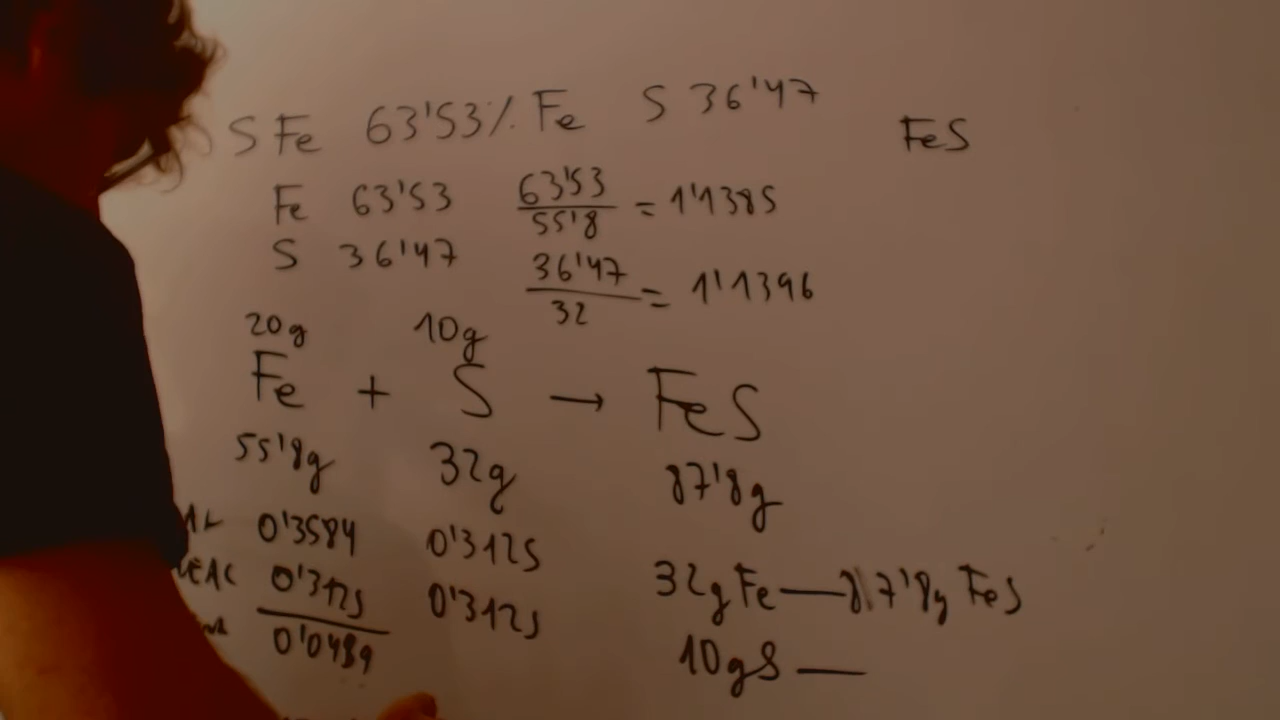 S Fe 63'53% Fe S 36'47
FeS
Fe 63'53 63'53/55'8 = 1'1385
S 36'47 36'47/32 = 1'1396
20g 10g
Fe + S → FeS
55'8g 32g 87'8g
0'3584 0'3125
0'3125 0'3125
0'0459
32g Fe — 87'8g FeS
10g S —